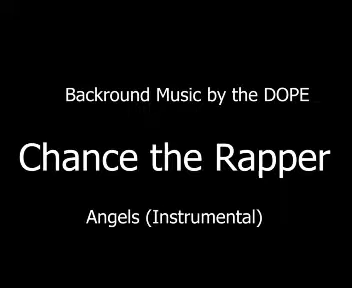 Backround Music by the DOPE
Chance the Rapper
Angels (Instrumental)